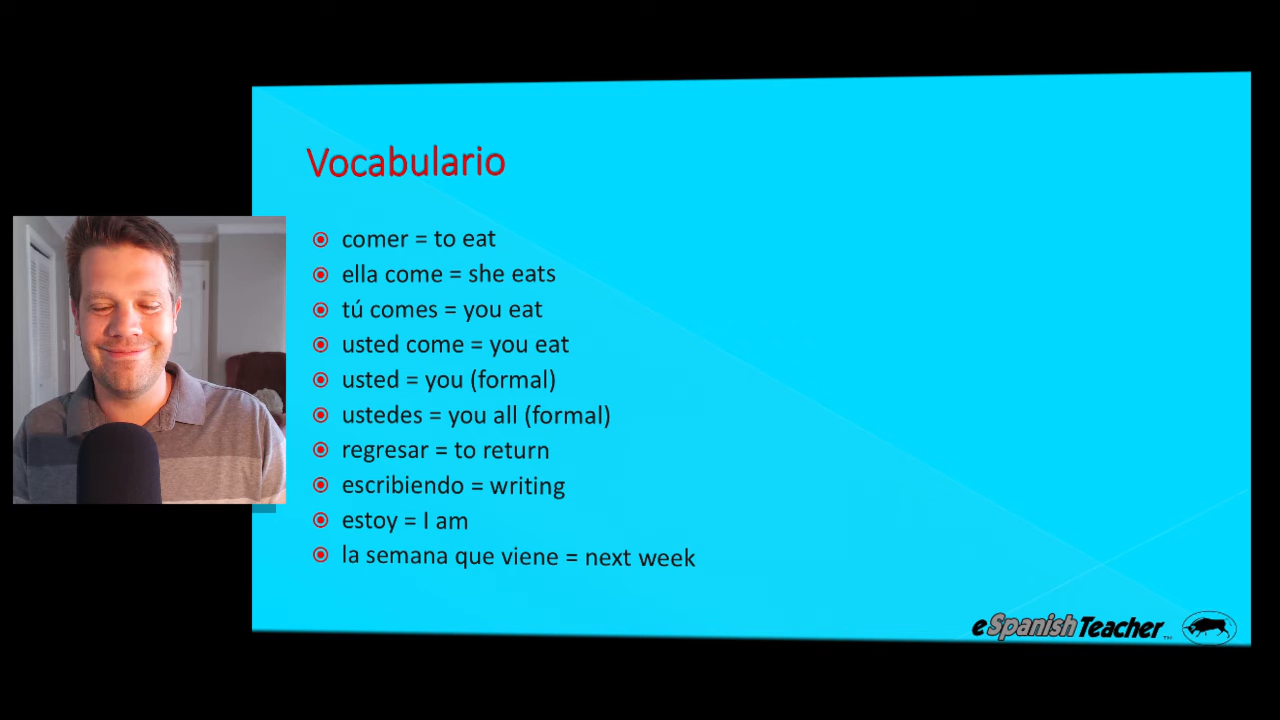 Vocabulario
comer = to eat
ella come = she eats
tú comes = you eat
usted come = you eat
usted = you (formal)
ustedes = you all (formal)
regresar = to return
escribiendo = writing
estoy = I am
la semana que viene = next week
eSpanishTeacher™